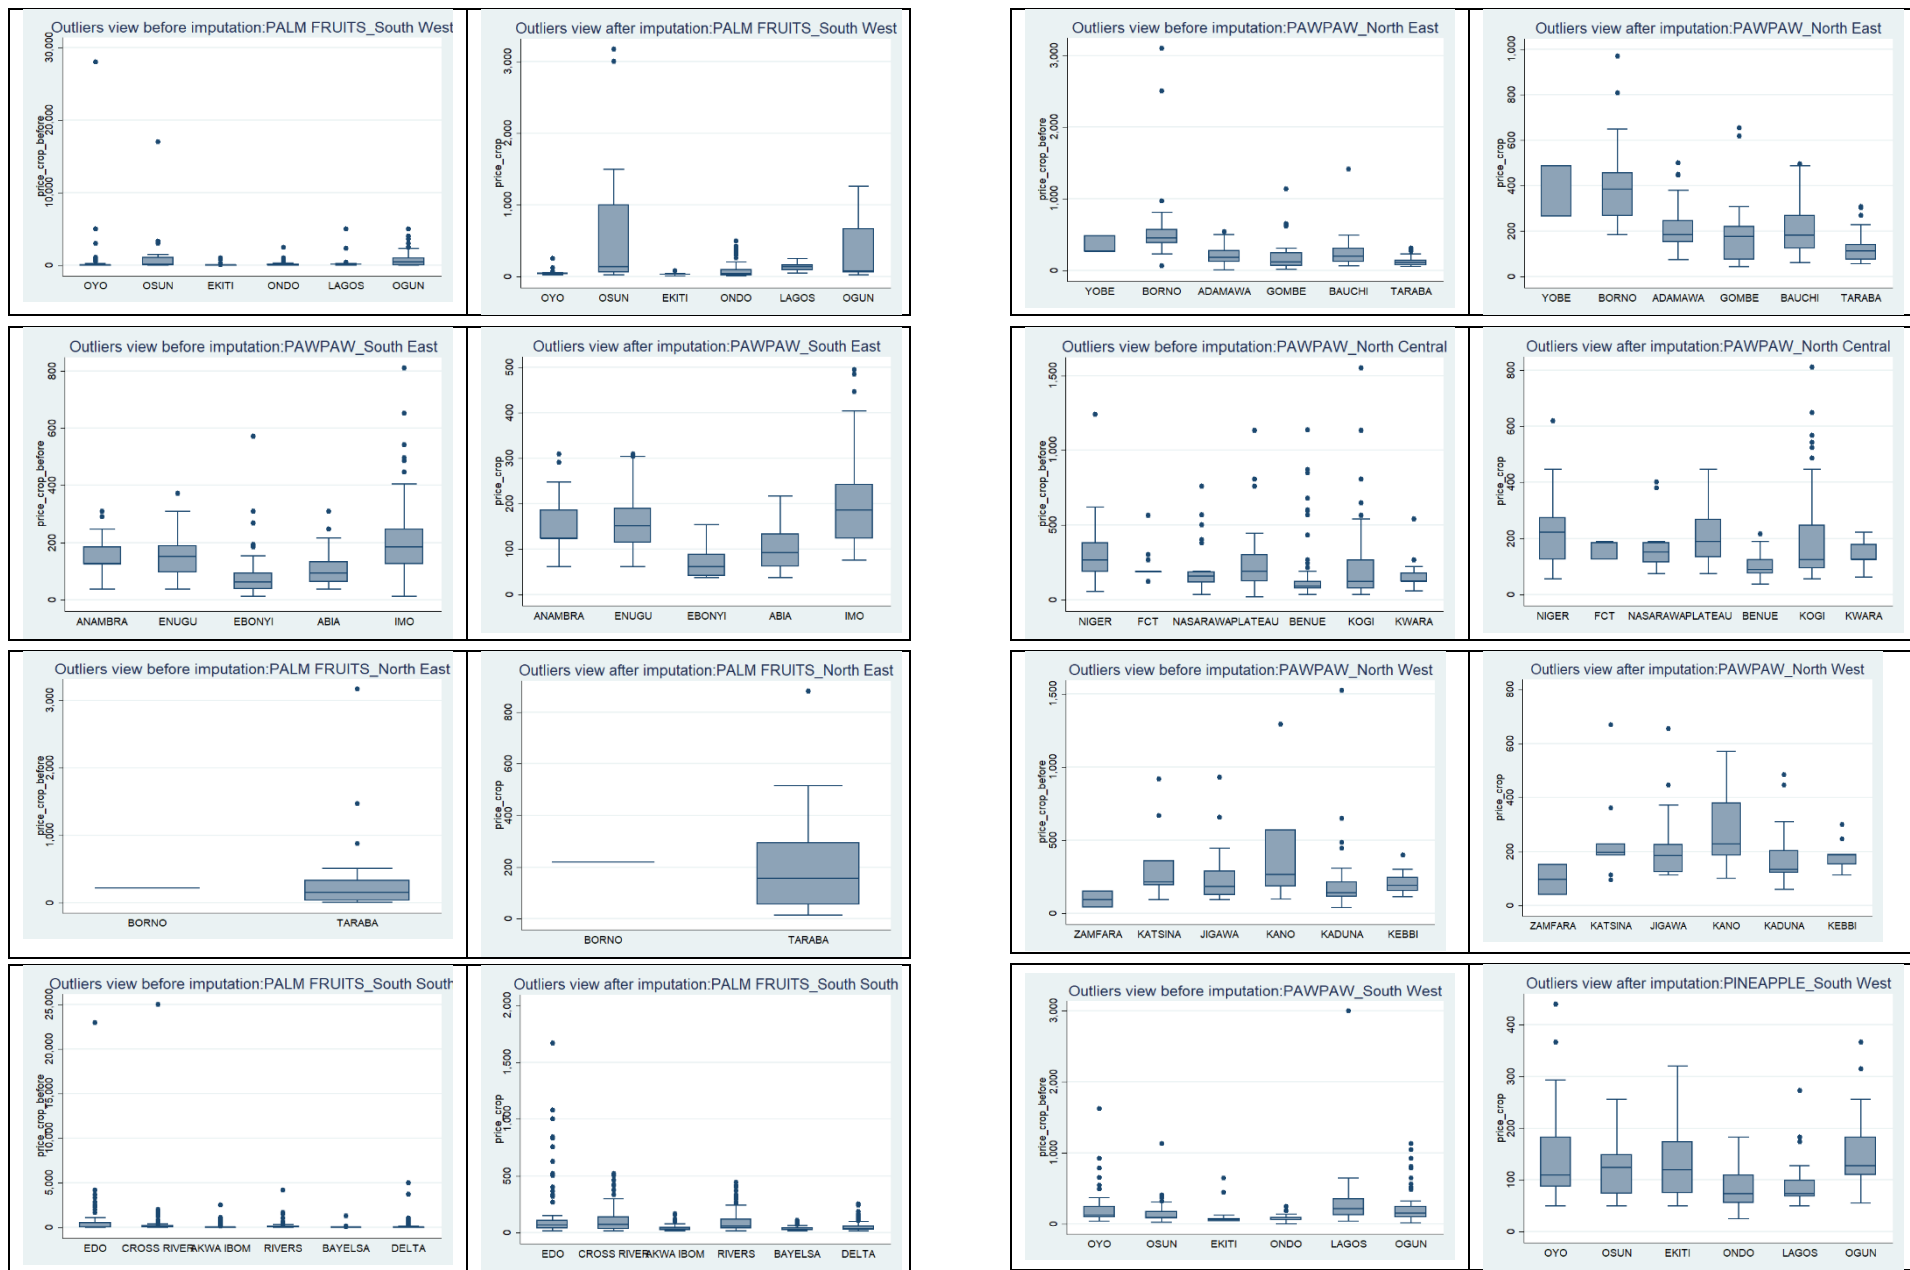 Outliers view before imputation:PALM FRUITS_South West
price_crop_before
30,000
20,000
10,000
0
OYO OSUN EKITI ONDO LAGOS OGUN
Outliers view after imputation:PALM FRUITS_South West
price_crop
3,000
2,000
1,000
0
OYO OSUN EKITI ONDO LAGOS OGUN
Outliers view before imputation:PAWPAW_North East
price_crop_before
3,000
2,000
1,000
0
YOBE BORNO ADAMAWA GOMBE BAUCHI TARABA
Outliers view after imputation:PAWPAW_North East
price_crop
1,000
800
600
400
200
0
YOBE BORNO ADAMAWA GOMBE BAUCHI TARABA
Outliers view before imputation:PAWPAW_South East
price_crop_before
800
600
400
200
0
ANAMBRA ENUGU EBONYI ABIA IMO
Outliers view after imputation:PAWPAW_South East
price_crop
500
400
300
200
100
0
ANAMBRA ENUGU EBONYI ABIA IMO
Outliers view before imputation:PAWPAW_North Central
price_crop_before
1,500
1,000
500
0
NIGER FCT NASARAWAPLATEAU BENUE KOGI KWARA
Outliers view after imputation:PAWPAW_North Central
price_crop
800
600
400
200
0
NIGER FCT NASARAWAPLATEAU BENUE KOGI KWARA
Outliers view before imputation:PALM FRUITS_North East
price_crop_before
3,000
2,000
1,000
0
BORNO TARABA
Outliers view after imputation:PALM FRUITS_North East
price_crop
800
600
400
200
0
BORNO TARABA
Outliers view before imputation:PAWPAW_North West
price_crop_before
1,500
1,000
500
0
ZAMFARA KATSINA JIGAWA KANO KADUNA KEBBI
Outliers view after imputation:PAWPAW_North West
price_crop
800
600
400
200
0
ZAMFARA KATSINA JIGAWA KANO KADUNA KEBBI
Outliers view before imputation:PALM FRUITS_South South
price_crop_before
25,000
20,000
15,000
10,000
5,000
0
EDO CROSS RIVERAKWA IBOM RIVERS BAYELSA DELTA
Outliers view after imputation:PALM FRUITS_South South
price_crop
2,000
1,500
1,000
500
0
EDO CROSS RIVERAKWA IBOM RIVERS BAYELSA DELTA
Outliers view before imputation:PAWPAW_South West
price_crop_before
3,000
2,000
1,000
0
OYO OSUN EKITI ONDO LAGOS OGUN
Outliers view after imputation:PINEAPPLE_South West
price_crop
400
300
200
100
0
OYO OSUN EKITI ONDO LAGOS OGUN